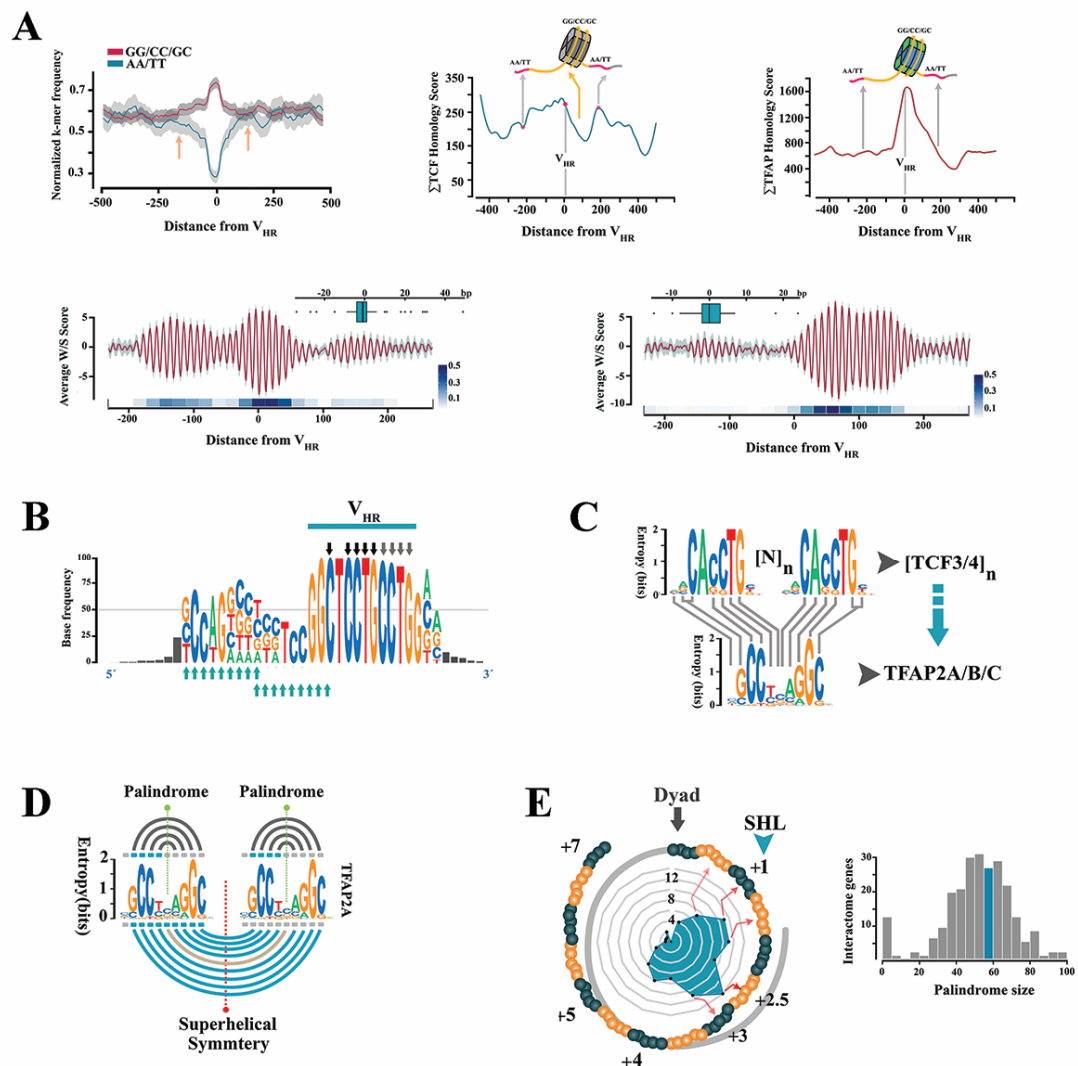 A
GG/CC/GC
AA/TT
Normalized k-mer frequency
0.7
0.5
0.3
-500 -250 0 250 500
Distance from VHR
GG/CC/GC
AA/TT
AA/TT
∑TCF Homology Score
350
250
150
50
VHR
-400 -200 0 200 400
Distance from VHR
GG/CC/GC
AA/TT
AA/TT
∑TFAP Homology Score
1600
1200
800
400
VHR
-400 -200 0 200 400
Distance from VHR
-20 0 20 40 bp
Average W/S Score
5
0
-5
0.5
0.3
0.1
-200 -100 0 100 200
Distance from VHR
-10 0 10 20 bp
Average W/S Score
5
0
-5
-10
0.5
0.3
0.1
-200 -100 0 100 200
Distance from VHR
B
VHR
Base frequency
100
75
50
25
0
5´ 3´
C
Entropy (bits)
2
1
0
CAGCTG
[N]n
CAGCTG
[TCF3/4]n
Entropy (bits)
2
1
0
TFAP2A/B/C
D
Palindrome Palindrome
Entropy(bits)
2
1
0
TFAP2A
Superhelical
Symmtery
E
Dyad
SHL
+7
+1
12
8
4
+2.5
+5
+3
+4
Interactome genes
30
25
20
15
10
5
0
0 20 40 60 80 100
Palindrome size